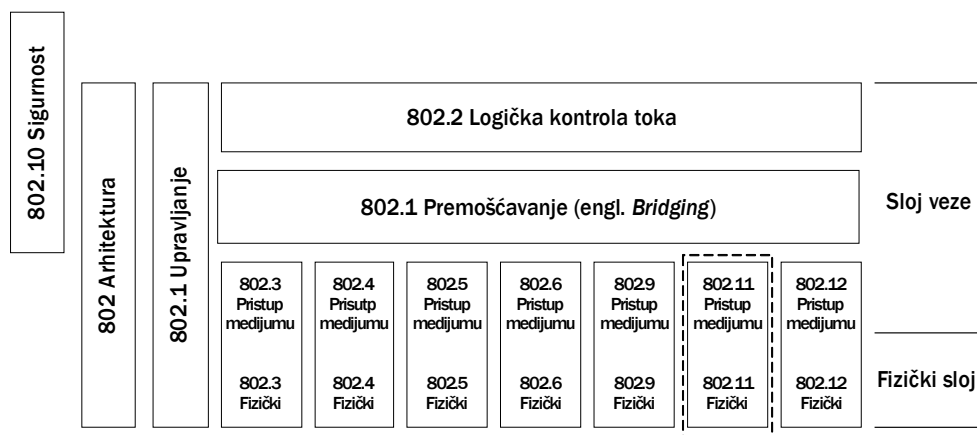 802.10 Sigurnost
802 Arhitektura
802.1 Upravljanje
802.2 Logička kontrola toka
802.1 Premošćavanje (engl. Bridging)
802.3
Pristup
medijumu
802.3
Fizički
802.4
Prisutp
medijumu
802.4
Fizički
802.5
Pristup
medijumu
802.5
Fizički
802.6
Pristup
medijumu
802.6
Fizički
802.9
Pristup
medijumu
802.9
Fizički
802.11
Pristup
medijumu
802.11
Fizički
802.12
Pristup
medijumu
802.12
Fizički
Sloj veze
Fizički sloj